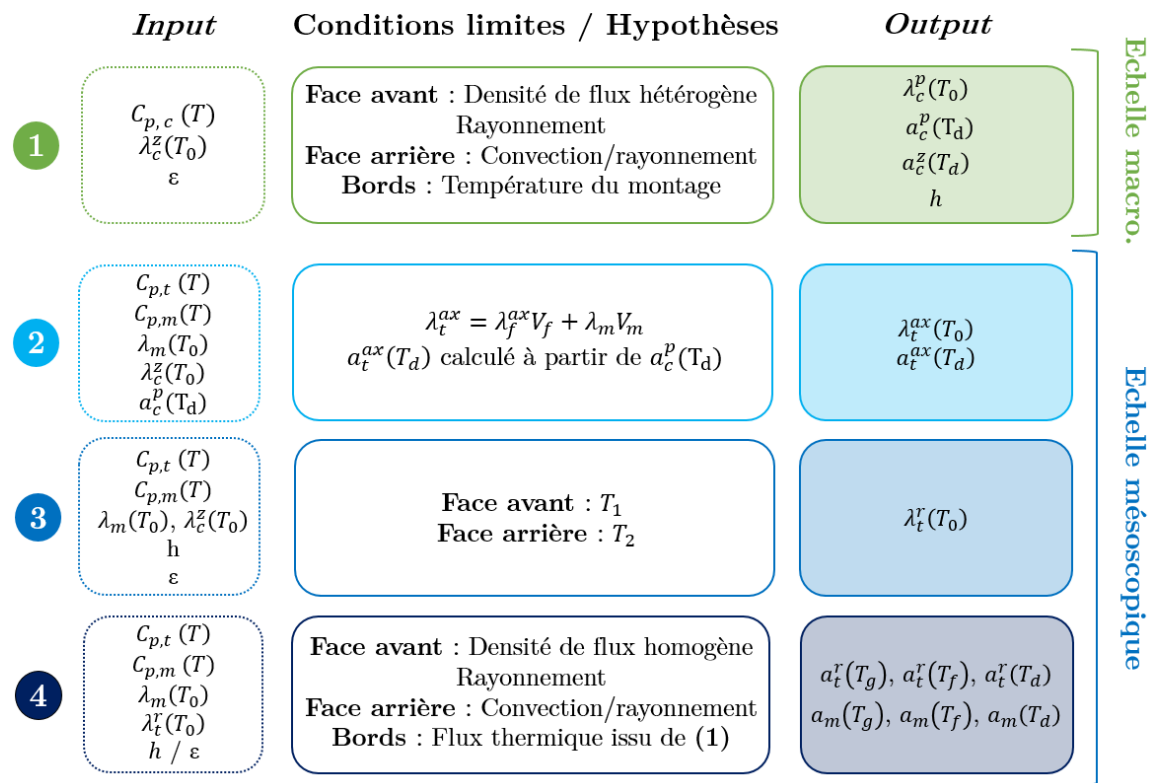 Input Conditions limites / Hypothèses Output
1
C_{p,c}(T)
λ_c^z(T_0)
ε
Face avant : Densité de flux hétérogène
Rayonnement
Face arrière : Convection/rayonnement
Bords : Température du montage
λ_c^p(T_0)
a_c^p(T_d)
a_c^z(T_d)
h
Echelle macro.
2
C_{p,t}(T)
C_{p,m}(T)
λ_m(T_0)
λ_c^z(T_0)
a_c^p(T_d)
λ_t^{ax} = λ_f^{ax}V_f + λ_mV_m
a_t^{ax}(T_d) calculé à partir de a_c^p(T_d)
λ_t^{ax}(T_0)
a_t^{ax}(T_d)
3
C_{p,t}(T)
C_{p,m}(T)
λ_m(T_0), λ_c^z(T_0)
h
ε
Face avant : T_1
Face arrière : T_2
λ_t^r(T_0)
4
C_{p,t}(T)
C_{p,m}(T)
λ_m(T_0)
λ_t^r(T_0)
h / ε
Face avant : Densité de flux homogène
Rayonnement
Face arrière : Convection/rayonnement
Bords : Flux thermique issu de (1)
a_t^r(T_g), a_t^r(T_f), a_t^r(T_d)
a_m(T_g), a_m(T_f), a_m(T_d)
Echelle mésoscopique